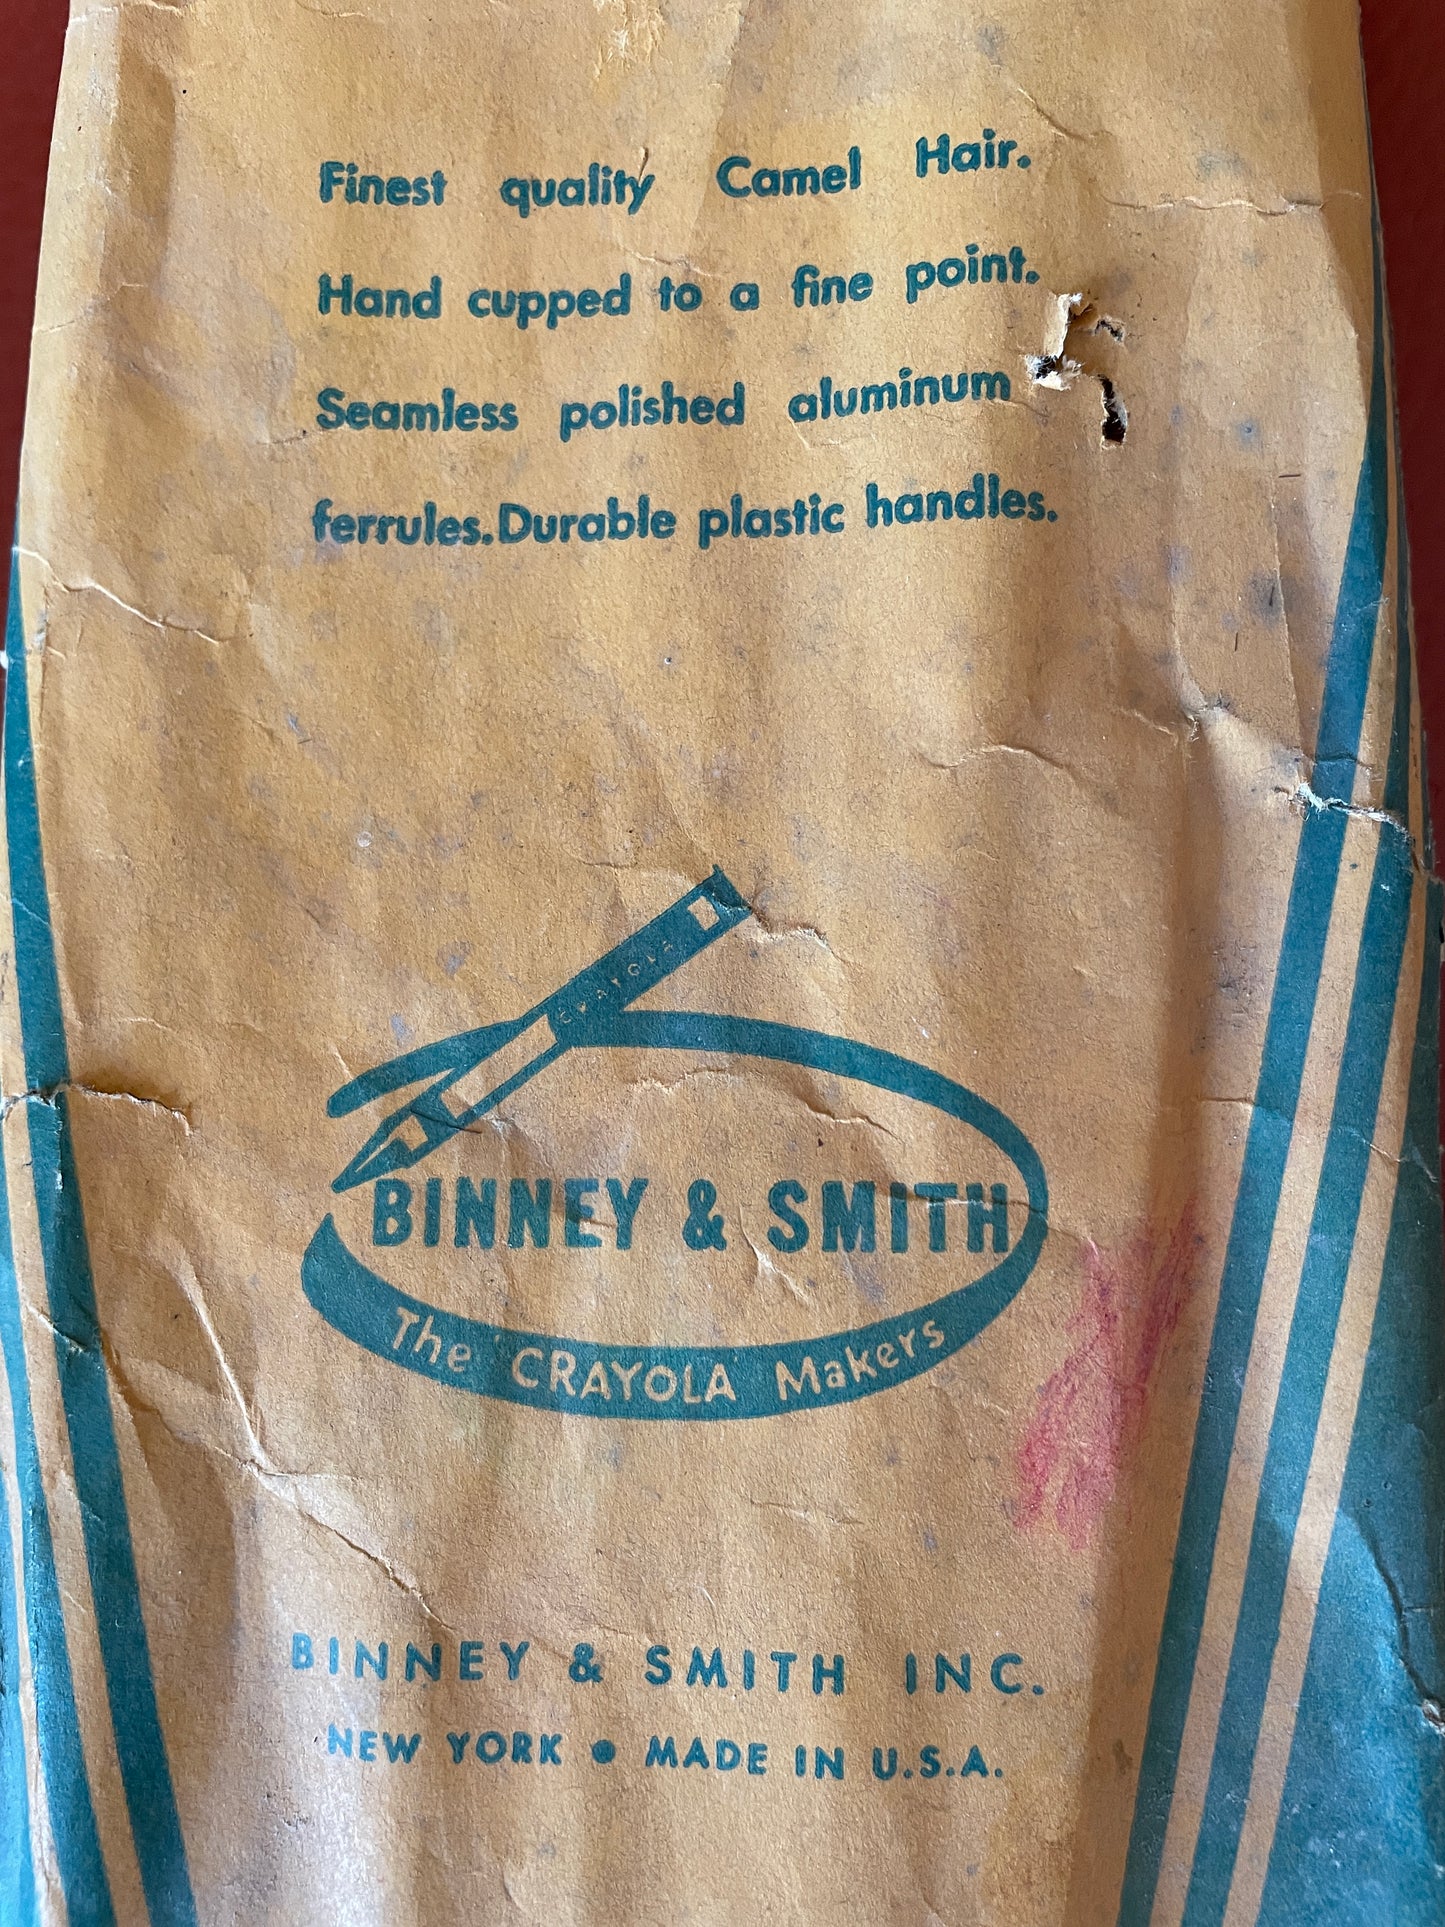 Finest quality Camel Hair.
Hand cupped to a fine point.
Seamless polished aluminum
ferrules. Durable plastic handles.
CRAYOLA
BINNEY & SMITH
The CRAYOLA Makers
BINNEY & SMITH INC.
NEW YORK • MADE IN U.S.A.